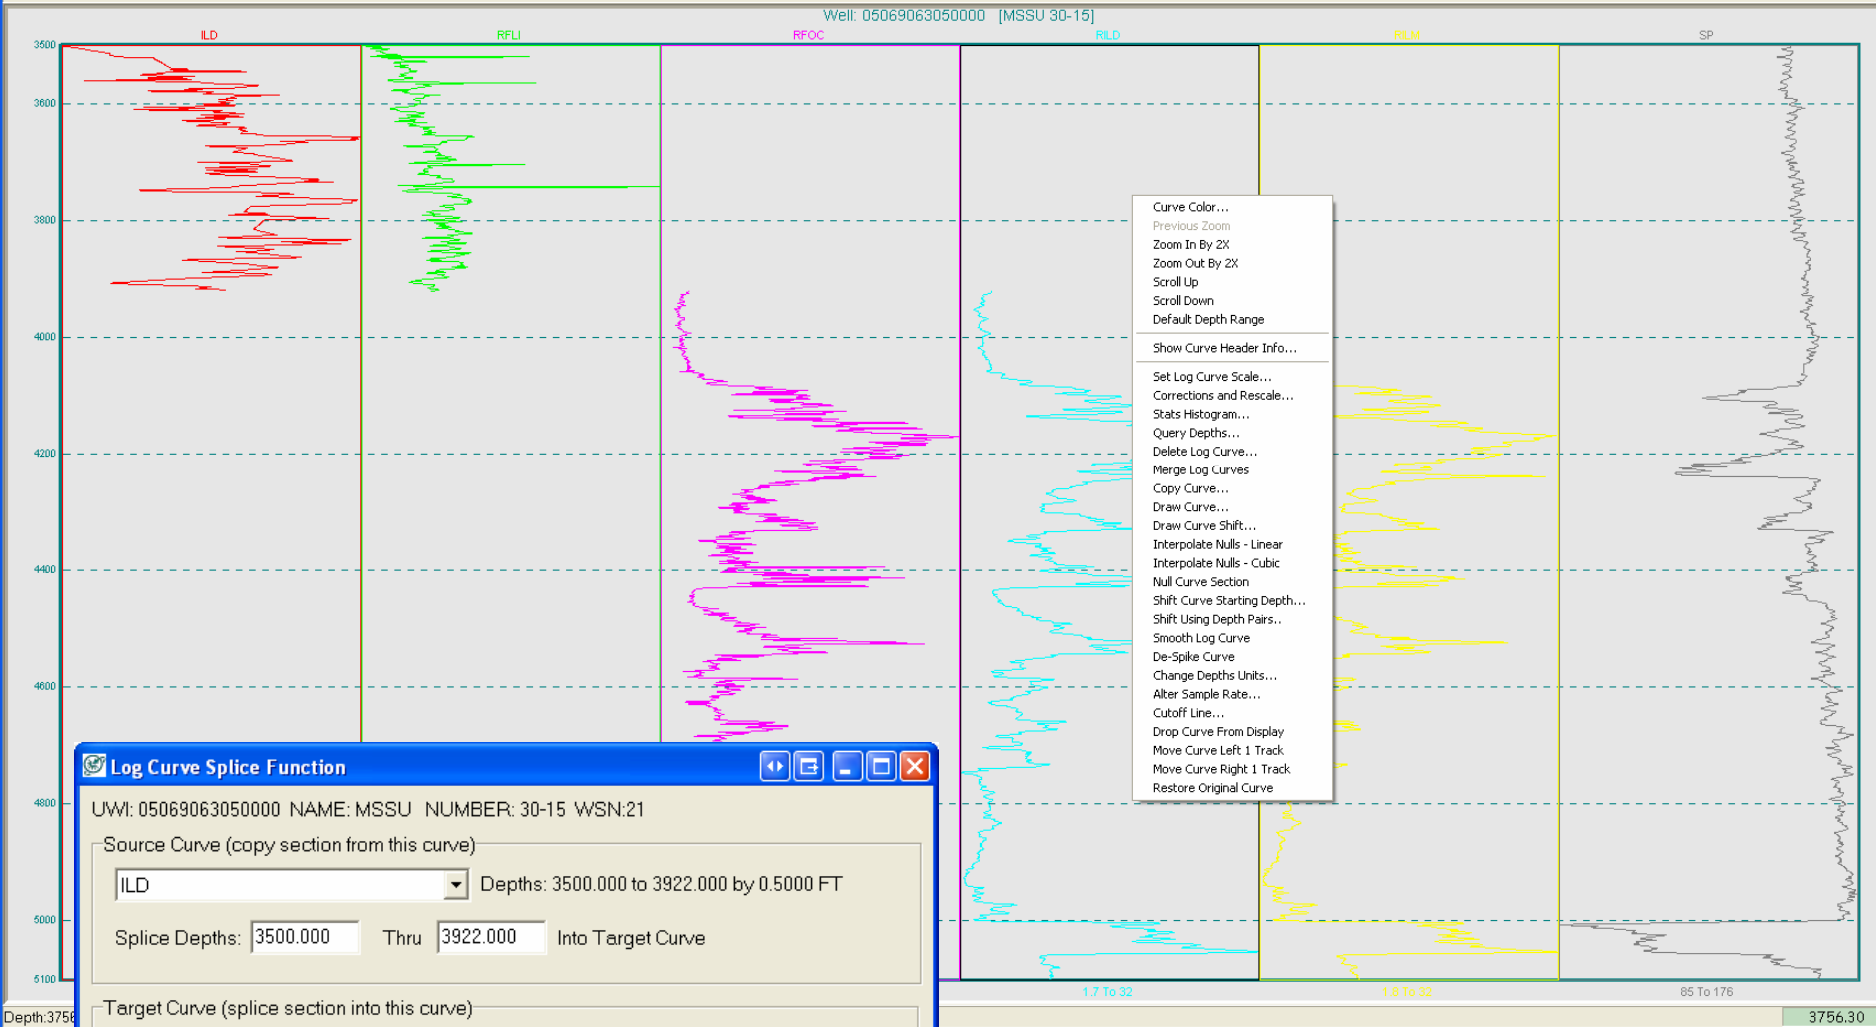 Well: 05069063050000 [MSSU 30-15]
ILD RFLI RFOC RILD RILM SP
3500
3600
3800
4000
4200
4400
4600
4800
5000
5100
Curve Color...
Previous Zoom
Zoom In By 2X
Zoom Out By 2X
Scroll Up
Scroll Down
Default Depth Range
Show Curve Header Info...
Set Log Curve Scale...
Corrections and Rescale...
Stats Histogram...
Query Depths...
Delete Log Curve...
Merge Log Curves
Copy Curve...
Draw Curve...
Draw Curve Shift...
Interpolate Nulls - Linear
Interpolate Nulls - Cubic
Null Curve Section
Shift Curve Starting Depth...
Shift Using Depth Pairs..
Smooth Log Curve
De-Spike Curve
Change Depths Units...
Alter Sample Rate...
Cutoff Line...
Drop Curve From Display
Move Curve Left 1 Track
Move Curve Right 1 Track
Restore Original Curve
Log Curve Splice Function
UWI: 05069063050000 NAME: MSSU NUMBER: 30-15 WSN:21
Source Curve (copy section from this curve)
ILD Depths: 3500.000 to 3922.000 by 0.5000 FT
Splice Depths: 3500.000 Thru 3922.000 Into Target Curve
Target Curve (splice section into this curve)
1.7 To 32 85 To 176
Depth:3756 3756.30